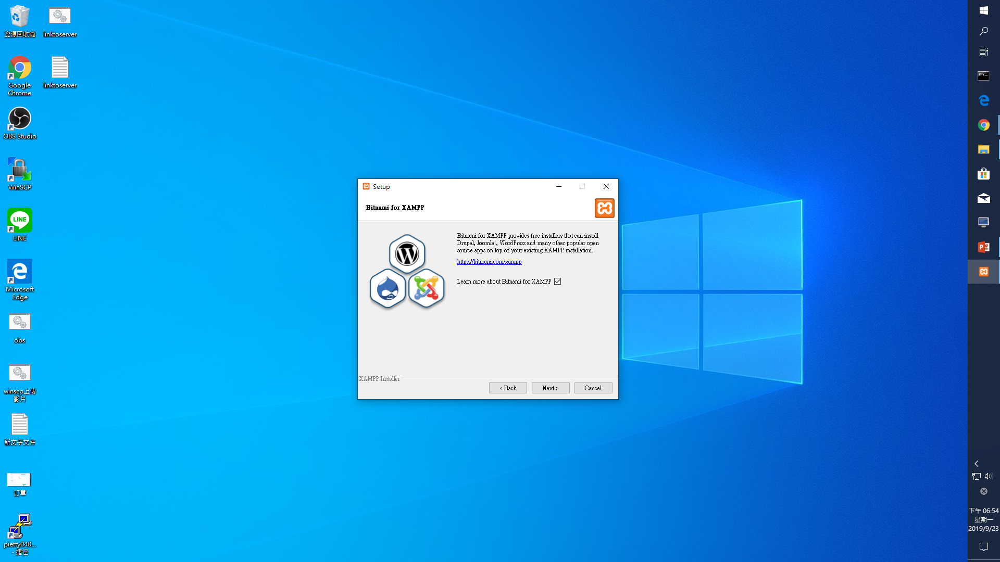 資源回收筒
linktoserver
Google
Chrome
linktoserver
OBS Studio
WinSCP
LINE
LINE
Microsoft
Edge
obs
winscp上傳
影片
新文字文件
訂單
pietty040...
- 捷徑
Setup
Bitnami for XAMPP
Bitnami for XAMPP provides free installers that can install
Drupal, Joomla!, WordPress and many other popular open
source apps on top of your existing XAMPP installation.
https://bitnami.com/xampp
Learn more about Bitnami for XAMPP
XAMPP Installer
< Back
Next >
Cancel
下午 06:54
星期一
2019/9/23